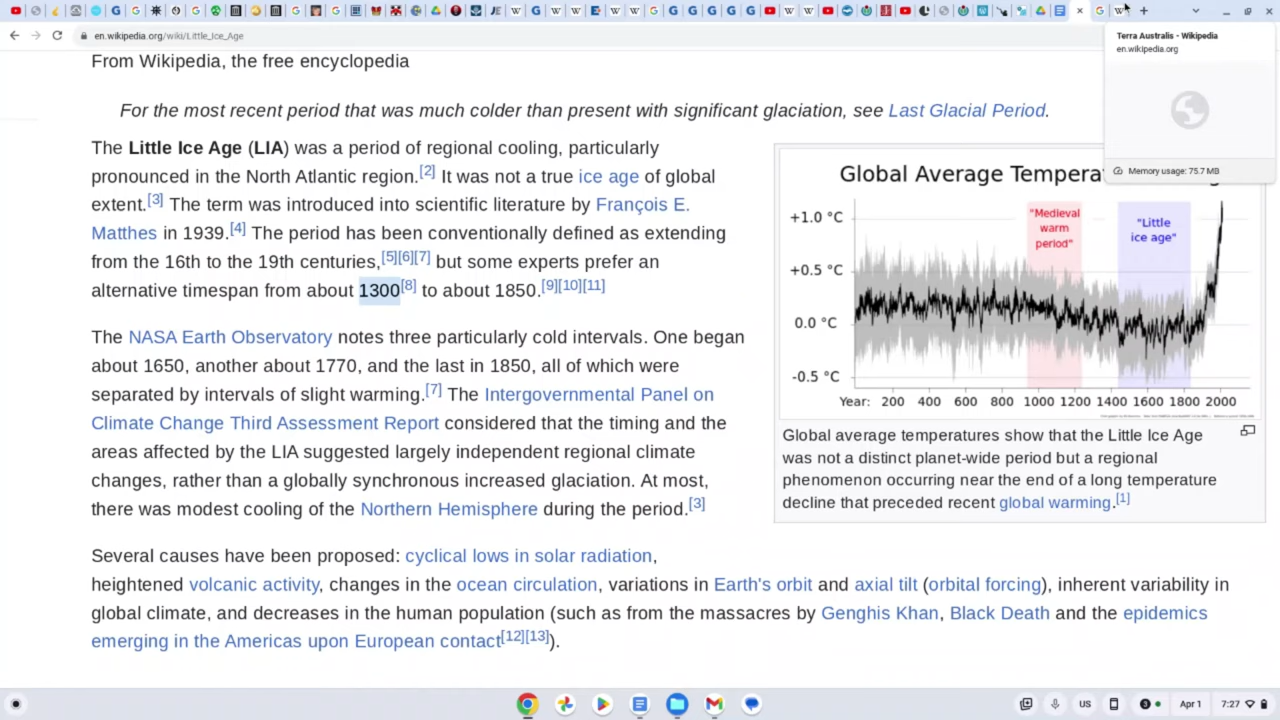 en.wikipedia.org/wiki/Little_Ice_Age
Terra Australis - Wikipedia
en.wikipedia.org
Memory usage: 75.7 MB
From Wikipedia, the free encyclopedia
For the most recent period that was much colder than present with significant glaciation, see Last Glacial Period.
The Little Ice Age (LIA) was a period of regional cooling, particularly
pronounced in the North Atlantic region.[2] It was not a true ice age of global
extent.[3] The term was introduced into scientific literature by François E.
Matthes in 1939.[4] The period has been conventionally defined as extending
from the 16th to the 19th centuries,[5][6][7] but some experts prefer an
alternative timespan from about 1300[8] to about 1850.[9][10][11]
The NASA Earth Observatory notes three particularly cold intervals. One began
about 1650, another about 1770, and the last in 1850, all of which were
separated by intervals of slight warming.[7] The Intergovernmental Panel on
Climate Change Third Assessment Report considered that the timing and the
areas affected by the LIA suggested largely independent regional climate
changes, rather than a globally synchronous increased glaciation. At most,
there was modest cooling of the Northern Hemisphere during the period.[3]
Global Average
+1.0 °C
+0.5 °C
0.0 °C
-0.5 °C
"Medieval
warm
period"
"Little
ice age"
Year: 200 400 600 800 1000 1200 1400 1600 1800 2000
Global average temperatures show that the Little Ice Age
was not a distinct planet-wide period but a regional
phenomenon occurring near the end of a long temperature
decline that preceded recent global warming.[1]
Several causes have been proposed: cyclical lows in solar radiation,
heightened volcanic activity, changes in the ocean circulation, variations in Earth's orbit and axial tilt (orbital forcing), inherent variability in
global climate, and decreases in the human population (such as from the massacres by Genghis Khan, Black Death and the epidemics
emerging in the Americas upon European contact[12][13]).
US
3
Apr 1
7:27